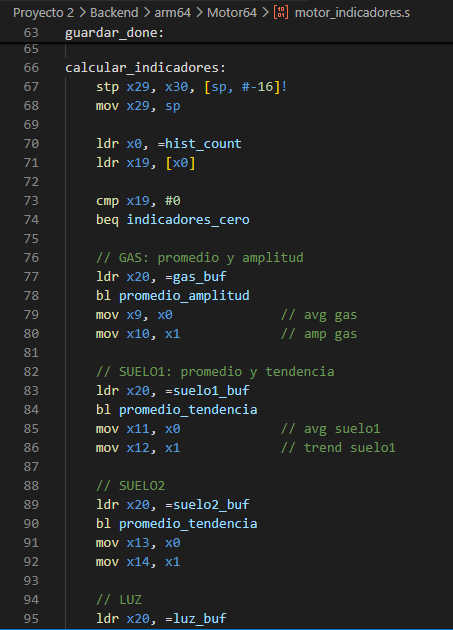 Proyecto 2 > Backend > arm64 > Motor64 > motor_indicadores.s
63 guardar_done:
65
66 calcular_indicadores:
67     stp x29, x30, [sp, #-16]!
68     mov x29, sp
69
70     ldr x0, =hist_count
71     ldr x19, [x0]
72
73     cmp x19, #0
74     beq indicadores_cero
75
76     // GAS: promedio y amplitud
77     ldr x20, =gas_buf
78     bl promedio_amplitud
79     mov x9, x0              // avg gas
80     mov x10, x1             // amp gas
81
82     // SUELO1: promedio y tendencia
83     ldr x20, =suelo1_buf
84     bl promedio_tendencia
85     mov x11, x0             // avg suelo1
86     mov x12, x1             // trend suelo1
87
88     // SUELO2
89     ldr x20, =suelo2_buf
90     bl promedio_tendencia
91     mov x13, x0
92     mov x14, x1
93
94     // LUZ
95     ldr x20, =luz_buf